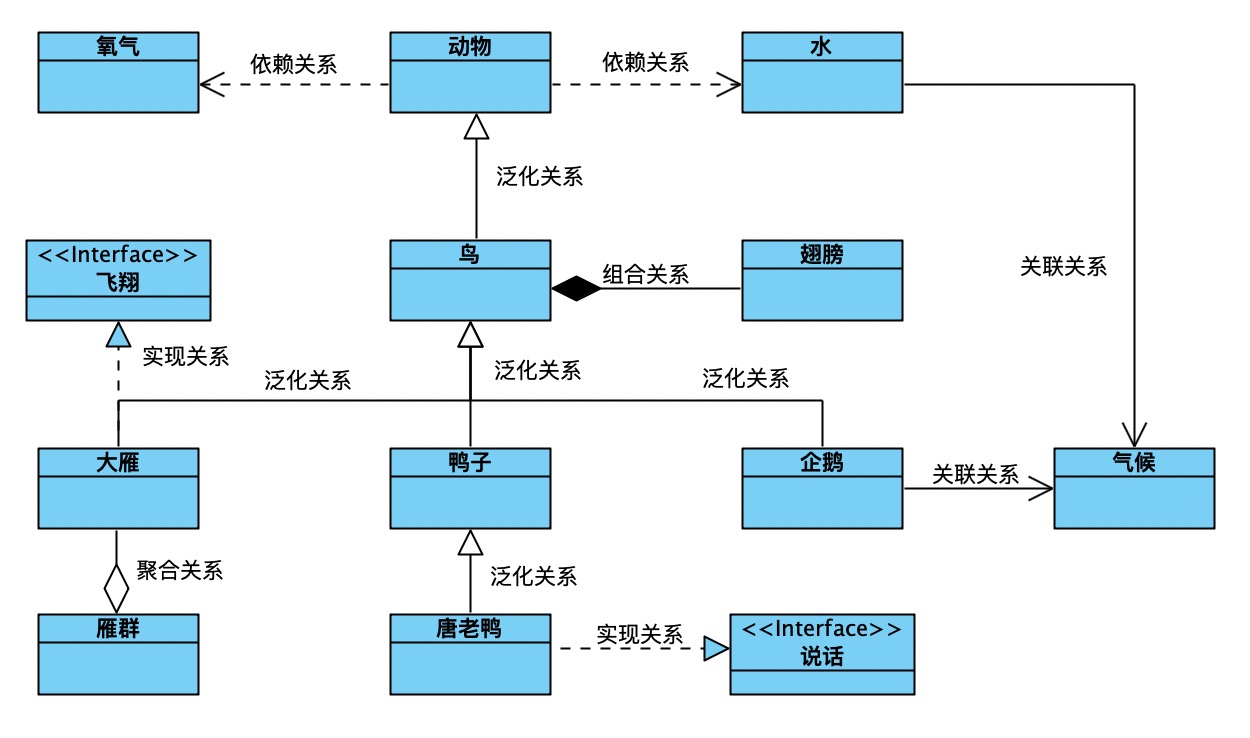 氧气
依赖关系
动物
依赖关系
水
泛化关系
<<Interface>>
飞翔
鸟
组合关系
翅膀
关联关系
实现关系
泛化关系
泛化关系
泛化关系
大雁
鸭子
企鹅
关联关系
气候
聚合关系
泛化关系
雁群
唐老鸭
实现关系
<<Interface>>
说话